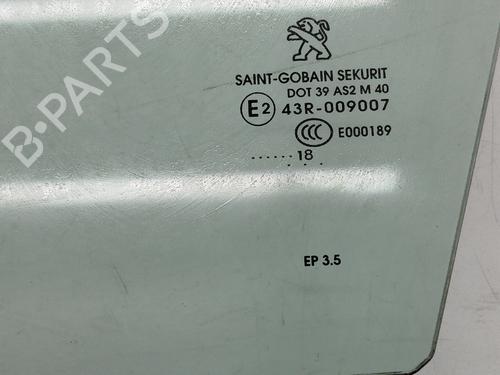 B-PARTS
SAINT-GOBAIN SEKURIT
DOT 39 AS2 M 40
E2 43R-009007
CCC E000189
...... 18
EP 3.5